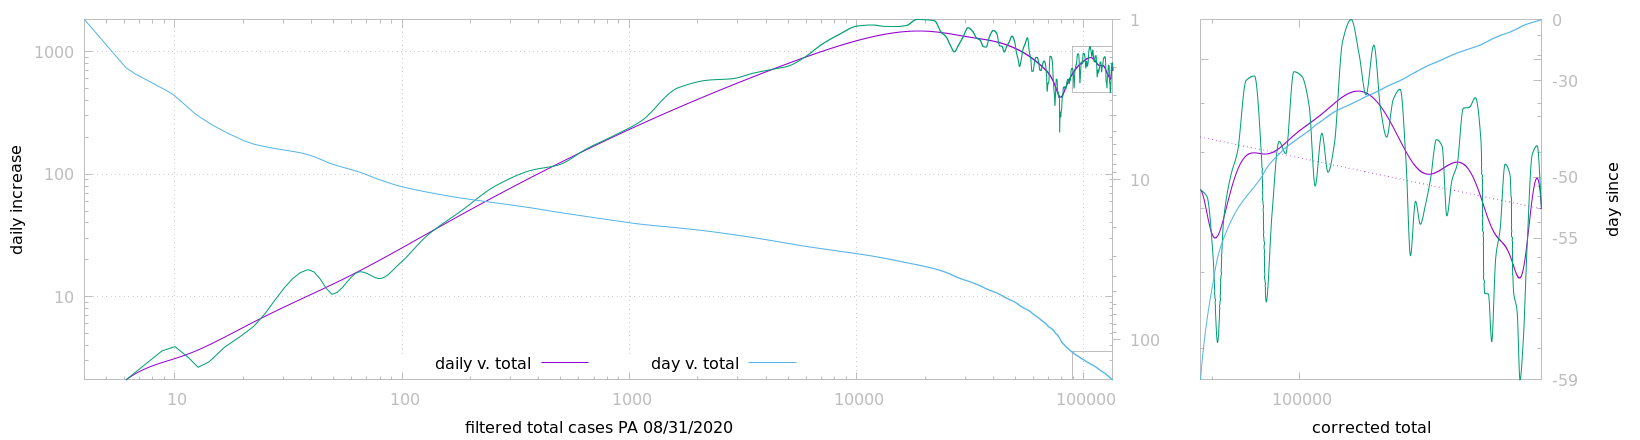 daily increase
1000
100
10
10
100
1000
10000
100000
filtered total cases PA 08/31/2020
daily v. total
day v. total
1
10
100
100000
corrected total
0
-30
-50
-55
-59
day since